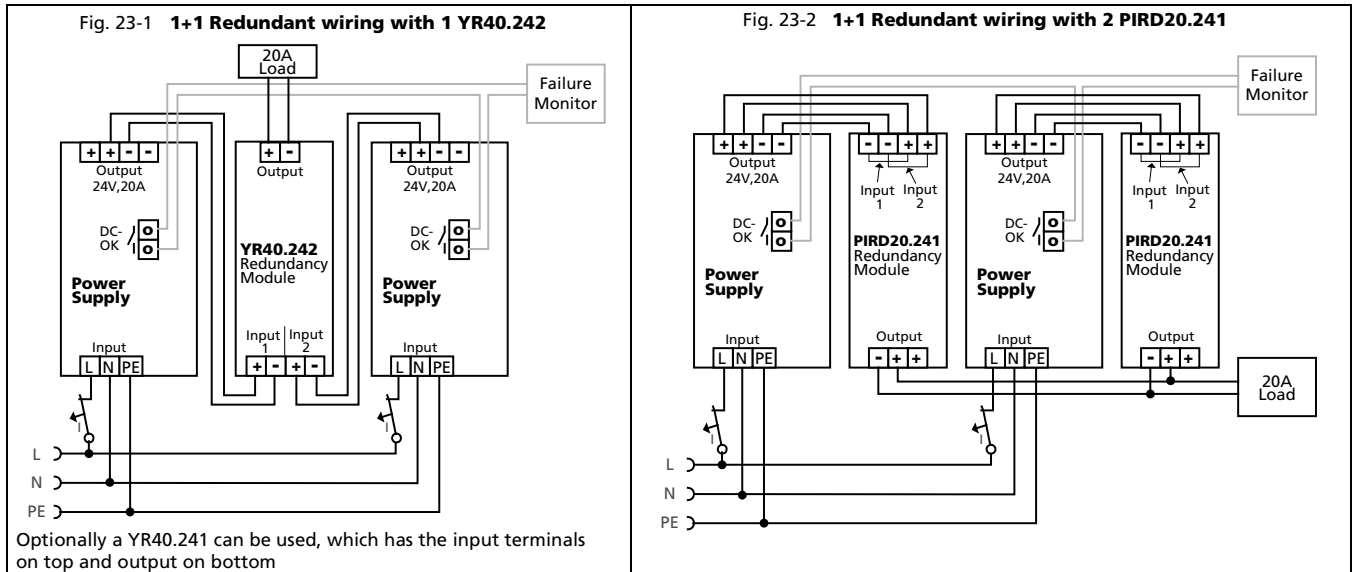 Fig. 23-1 1+1 Redundant wiring with 1 YR40.242
20A
Load
Failure
Monitor
+ + - -
Output
24V,20A
DC-
OK
Power
Supply
Input
L N PE
+ -
Output
YR40.242
Redundancy
Module
Input Input
1 2
+ - + -
+ + - -
Output
24V,20A
DC-
OK
Power
Supply
Input
L N PE
I
I
L
N
PE
Optionally a YR40.241 can be used, which has the input terminals
on top and output on bottom
Fig. 23-2 1+1 Redundant wiring with 2 PIRD20.241
Failure
Monitor
+ + - -
Output
24V,20A
DC-
OK
Power
Supply
Input
L N PE
- - + +
Input Input
1 2
PIRD20.241
Redundancy
Module
Output
- + +
+ + - -
Output
24V,20A
DC-
OK
Power
Supply
Input
L N PE
- - + +
Input Input
1 2
PIRD20.241
Redundancy
Module
Output
- + +
20A
Load
I
I
L
N
PE